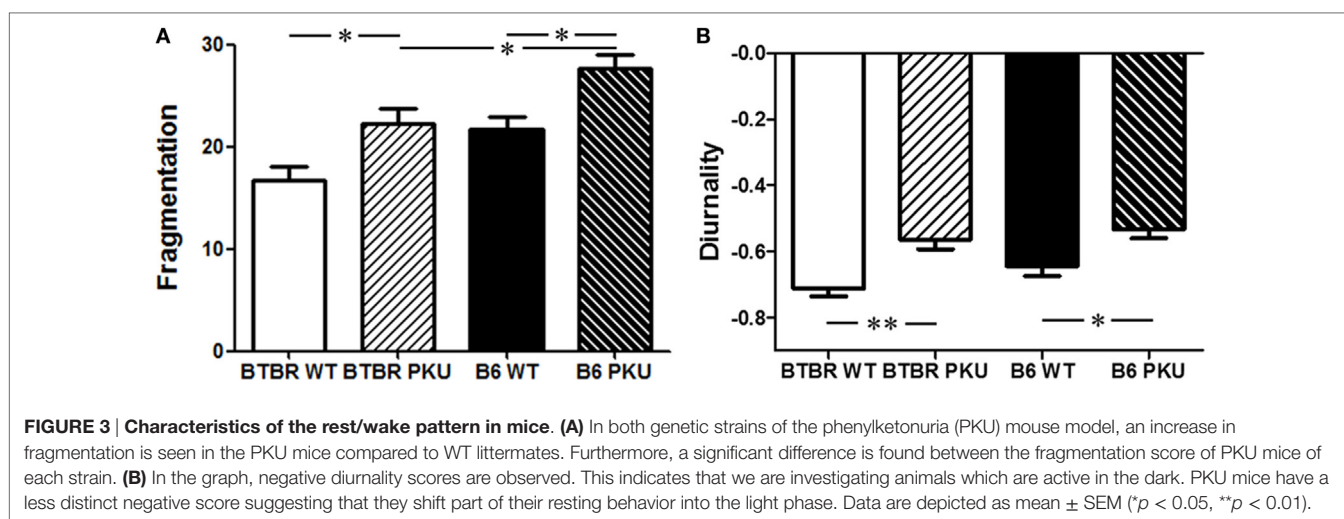 A
B
Fragmentation
30
20
10
0
*
*
*
BTBR WT BTBR PKU B6 WT B6 PKU
Diurnality
-0.0
-0.2
-0.4
-0.6
-0.8
**
*
BTBR WT BTBR PKU B6 WT B6 PKU
FIGURE 3 | Characteristics of the rest/wake pattern in mice. (A) In both genetic strains of the phenylketonuria (PKU) mouse model, an increase in
fragmentation is seen in the PKU mice compared to WT littermates. Furthermore, a significant difference is found between the fragmentation score of PKU mice of
each strain. (B) In the graph, negative diurnality scores are observed. This indicates that we are investigating animals which are active in the dark. PKU mice have a
less distinct negative score suggesting that they shift part of their resting behavior into the light phase. Data are depicted as mean ± SEM (*p < 0.05, **p < 0.01).